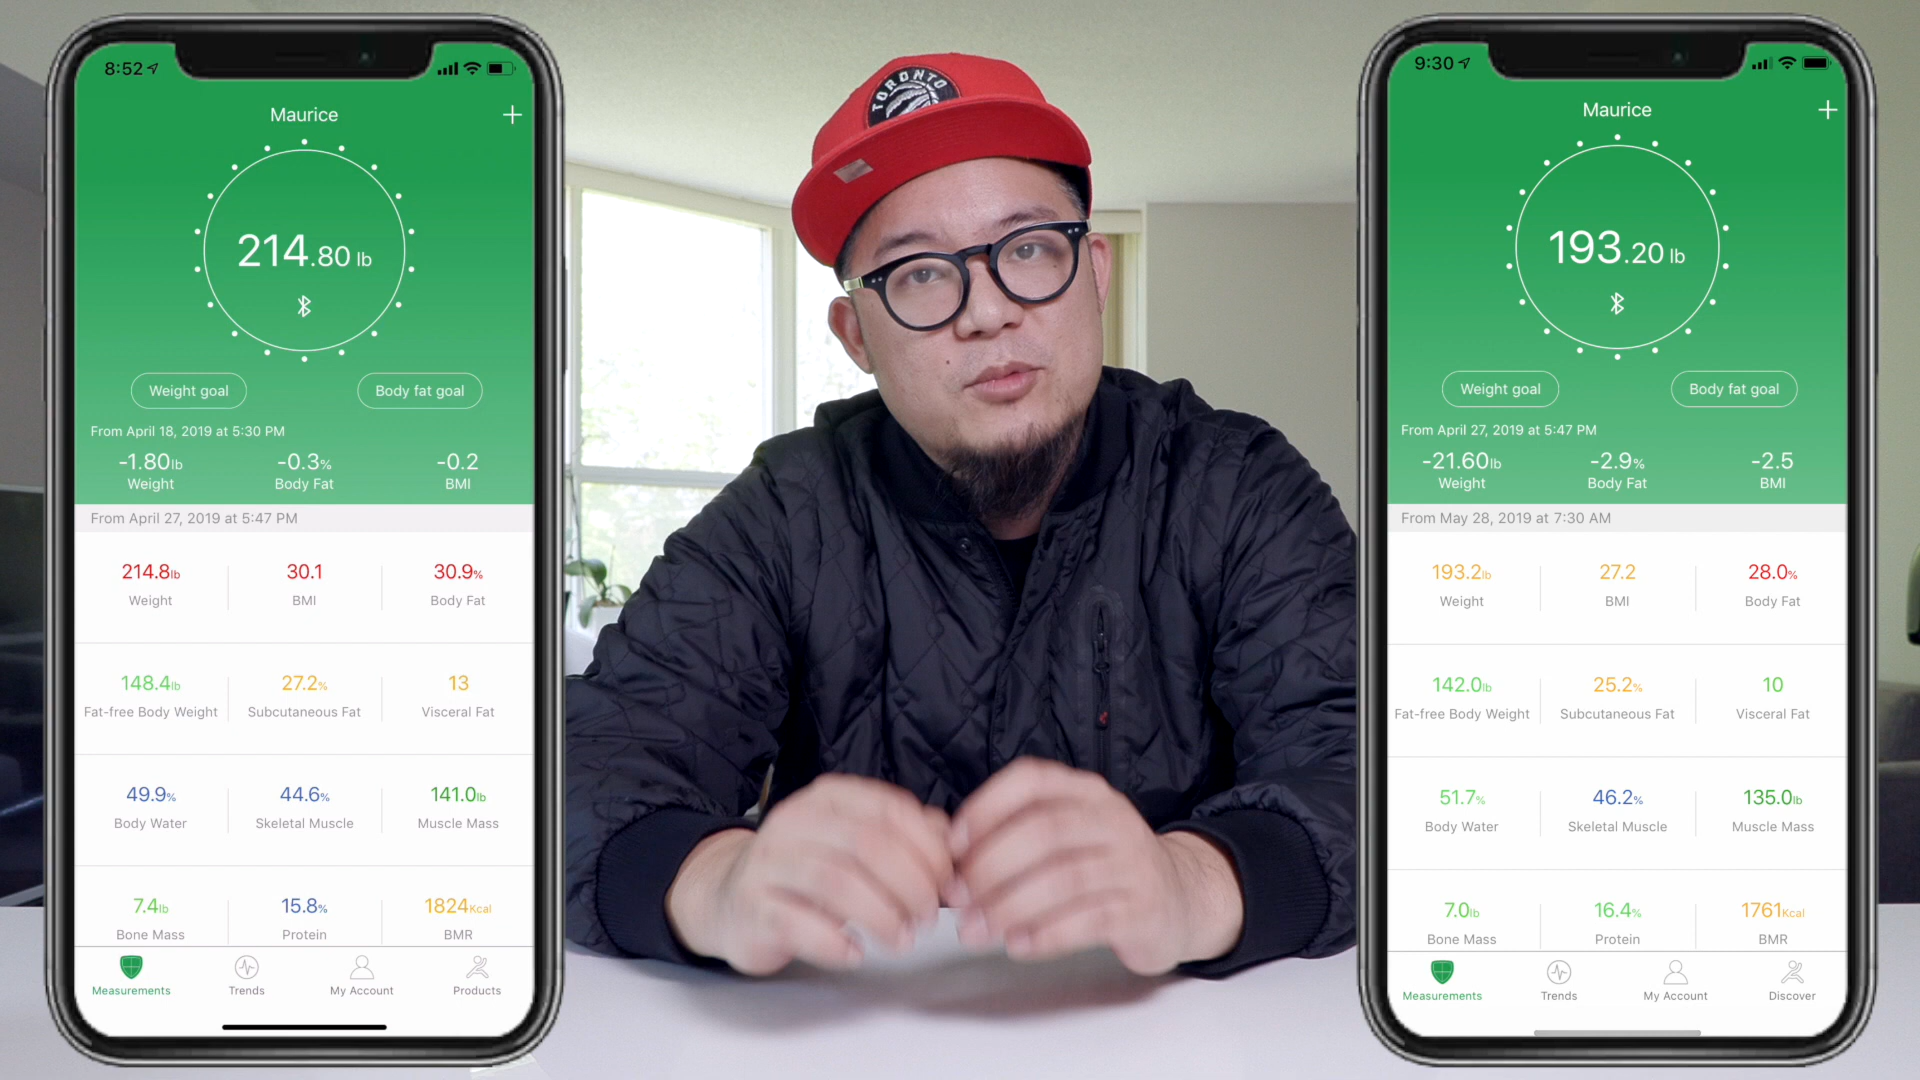 8:52
Maurice
+
214.80 lb
Weight goal
Body fat goal
From April 18, 2019 at 5:30 PM
-1.80lb
-0.3%
-0.2
Weight
Body Fat
BMI
From April 27, 2019 at 5:47 PM
214.8lb
30.1
30.9%
Weight
BMI
Body Fat
148.4lb
27.2%
13
Fat-free Body Weight
Subcutaneous Fat
Visceral Fat
49.9%
44.6%
141.0lb
Body Water
Skeletal Muscle
Muscle Mass
7.4lb
15.8%
1824Kcal
Bone Mass
Protein
BMR
Measurements
Trends
My Account
Products
TORONTO
9:30
Maurice
+
193.20 lb
Weight goal
Body fat goal
From April 27, 2019 at 5:47 PM
-21.60lb
-2.9%
-2.5
Weight
Body Fat
BMI
From May 28, 2019 at 7:30 AM
193.2lb
27.2
28.0%
Weight
BMI
Body Fat
142.0lb
25.2%
10
Fat-free Body Weight
Subcutaneous Fat
Visceral Fat
51.7%
46.2%
135.0lb
Body Water
Skeletal Muscle
Muscle Mass
7.0lb
16.4%
1761Kcal
Bone Mass
Protein
BMR
Measurements
Trends
My Account
Discover